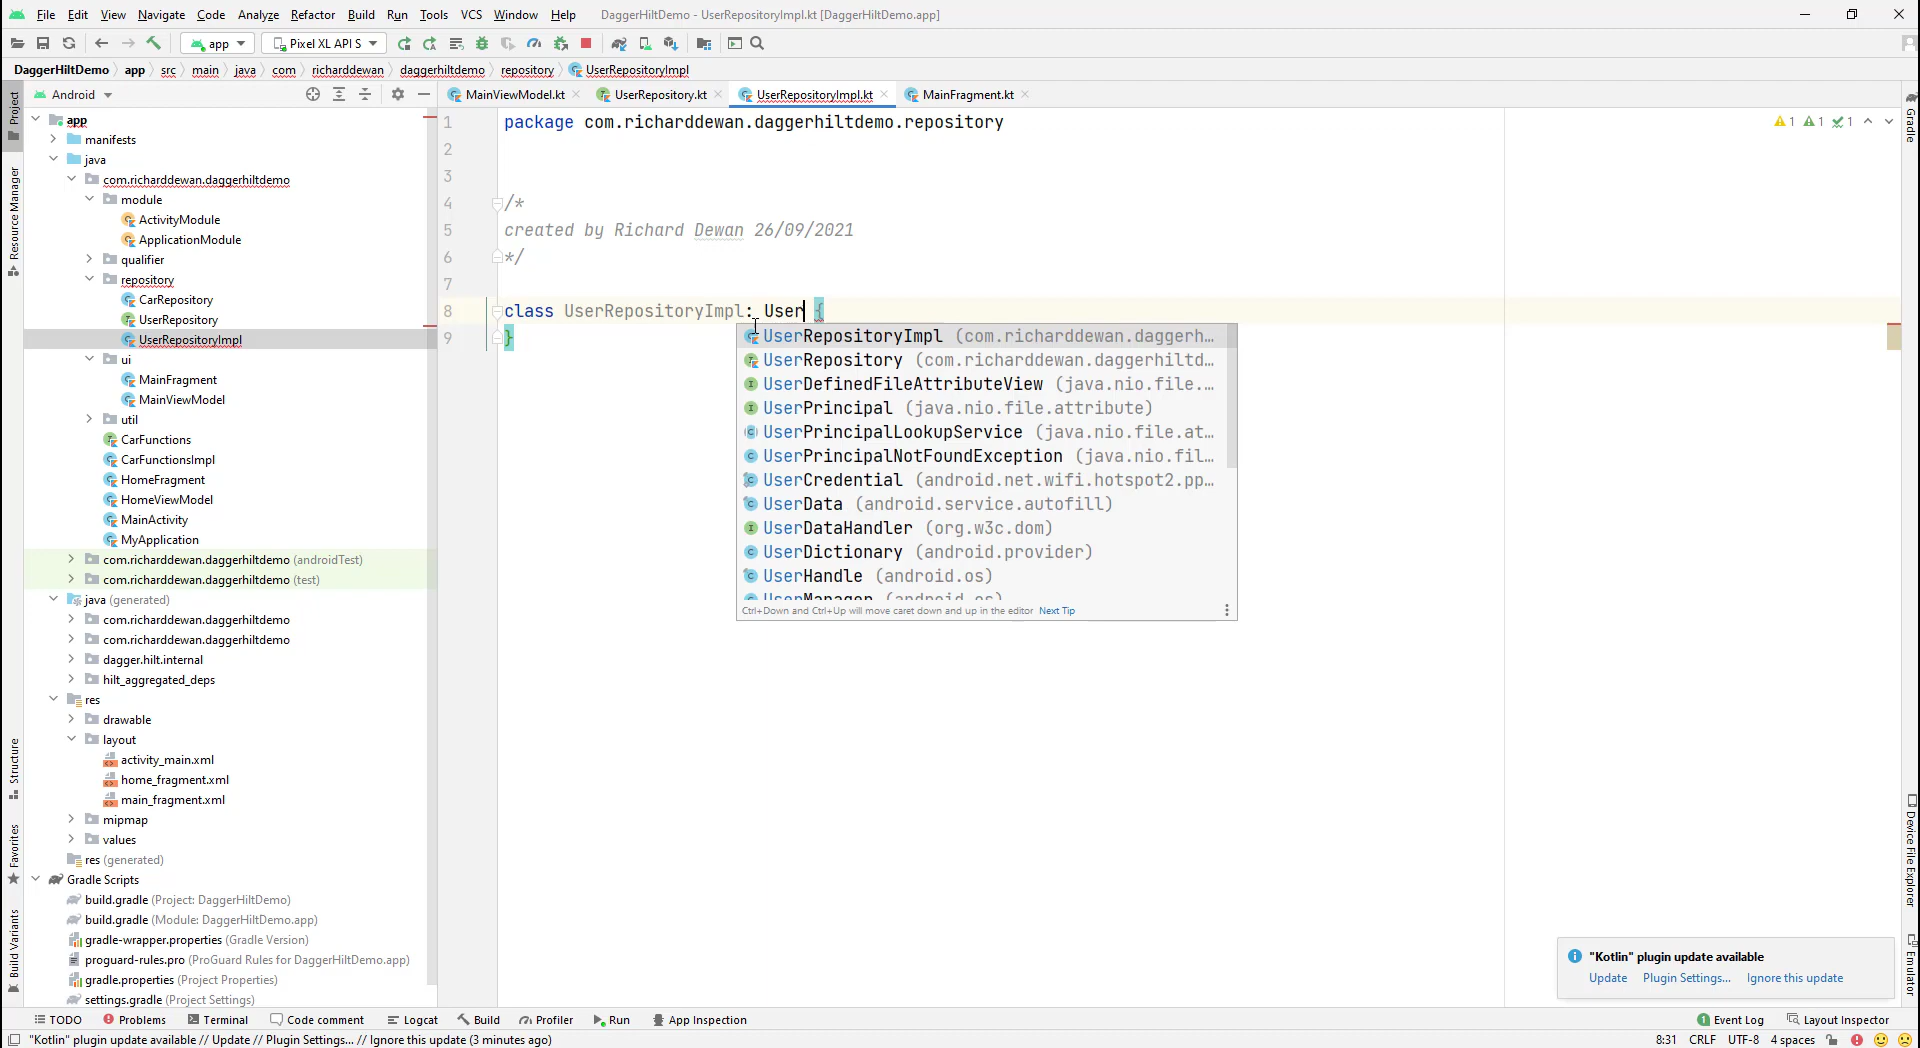 File Edit View Navigate Code Analyze Refactor Build Run Tools VCS Window Help DaggerHiltDemo - UserRepositoryImpl.kt [DaggerHiltDemo.app]
app Pixel XL API S
DaggerHiltDemo app src main java com richarddewan daggerhiltdemo repository UserRepositoryImpl
Android MainViewModel.kt UserRepository.kt UserRepositoryImpl.kt MainFragment.kt
Project
Resource Manager
Structure
Favorites
Build Variants
app
manifests
java
com.richarddewan.daggerhiltdemo
module
ActivityModule
ApplicationModule
qualifier
repository
CarRepository
UserRepository
UserRepositoryImpl
ui
MainFragment
MainViewModel
util
CarFunctions
CarFunctionsImpl
HomeFragment
HomeViewModel
MainActivity
MyApplication
com.richarddewan.daggerhiltdemo (androidTest)
com.richarddewan.daggerhiltdemo (test)
java (generated)
com.richarddewan.daggerhiltdemo
com.richarddewan.daggerhiltdemo
dagger.hilt.internal
hilt_aggregated_deps
res
drawable
layout
activity_main.xml
home_fragment.xml
main_fragment.xml
mipmap
values
res (generated)
Gradle Scripts
build.gradle (Project: DaggerHiltDemo)
build.gradle (Module: DaggerHiltDemo.app)
gradle-wrapper.properties (Gradle Version)
proguard-rules.pro (ProGuard Rules for DaggerHiltDemo.app)
gradle.properties (Project Properties)
settings.gradle (Project Settings)
1 package com.richarddewan.daggerhiltdemo.repository
2
3
4 /*
5 created by Richard Dewan 26/09/2021
6 */
7
8 class UserRepositoryImpl: User {
9 }
1 1 1
UserRepositoryImpl (com.richarddewan.daggerh...
UserRepository (com.richarddewan.daggerhiltd...
UserDefinedFileAttributeView (java.nio.file....
UserPrincipal (java.nio.file.attribute)
UserPrincipalLookupService (java.nio.file.at...
UserPrincipalNotFoundException (java.nio.fil...
UserCredential (android.net.wifi.hotspot2.pp...
UserData (android.service.autofill)
UserDataHandler (org.w3c.dom)
UserDictionary (android.provider)
UserHandle (android.os)
UserManager (android.os)
Ctrl+Down and Ctrl+Up will move caret down and up in the editor Next Tip
Gradle
Device File Explorer
Emulator
"Kotlin" plugin update available
Update Plugin Settings... Ignore this update
TODO Problems Terminal Code comment Logcat Build Profiler Run App Inspection 1 Event Log Layout Inspector
"Kotlin" plugin update available // Update // Plugin Settings... // Ignore this update (3 minutes ago) 8:31 CRLF UTF-8 4 spaces